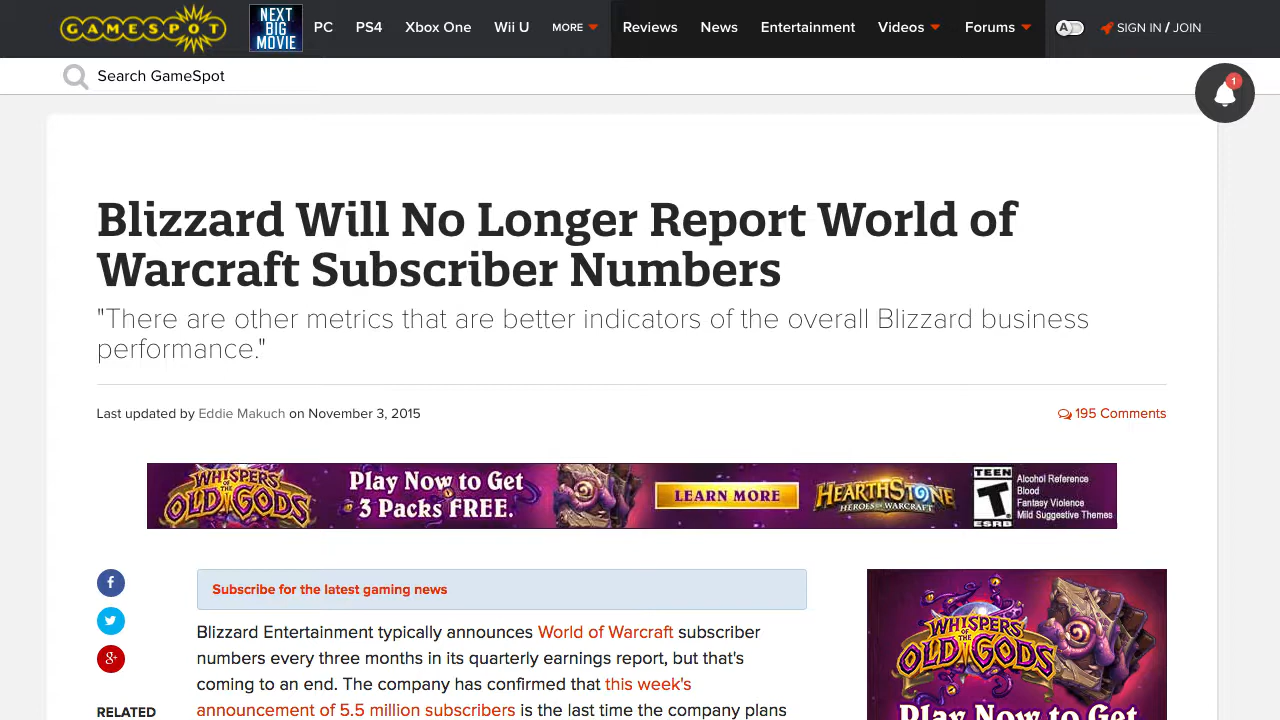 GAMESPOT
NEXT BIG MOVIE
PC PS4 Xbox One Wii U MORE Reviews News Entertainment Videos Forums A SIGN IN / JOIN
Search GameSpot
1
Blizzard Will No Longer Report World of
Warcraft Subscriber Numbers
"There are other metrics that are better indicators of the overall Blizzard business
performance."
Last updated by Eddie Makuch on November 3, 2015
195 Comments
WHISPERS OF THE OLD GODS
Play Now to Get
3 Packs FREE.
LEARN MORE
HEARTHSTONE
HEROES OF WARCRAFT
TEEN
T
ESRB
Alcohol Reference
Blood
Fantasy Violence
Mild Suggestive Themes
f
g+
RELATED
Subscribe for the latest gaming news
Blizzard Entertainment typically announces World of Warcraft subscriber
numbers every three months in its quarterly earnings report, but that's
coming to an end. The company has confirmed that this week's
announcement of 5.5 million subscribers is the last time the company plans
WHISPERS
OF THE
OLD GODS
Play Now to Get